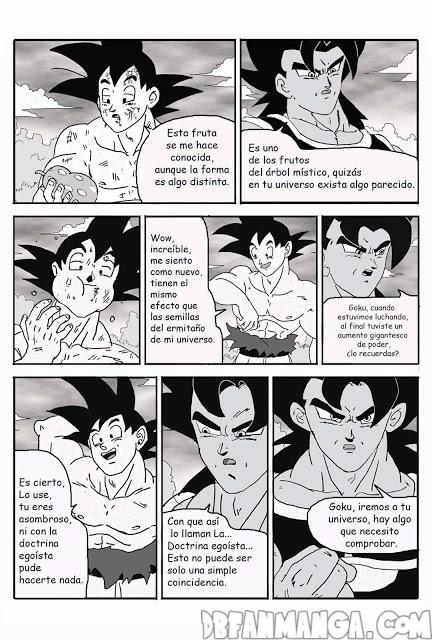 Esta fruta
se me hace
conocida,
aunque la forma
es algo distinta.
Es uno
de los frutos
del árbol místico, quizás
en tu universo exista algo parecido.
Wow,
increíble,
me siento
como nuevo,
tienen el
mismo
efecto que
las semillas
del ermitaño
de mi universo.
Goku, cuando
estuvimos luchando,
al final tuviste un
aumento gigantesco
de poder,
¿lo recuerdas?
Es cierto,
Lo use,
tu eres
asombroso,
ni con la
doctrina
egoísta
pude
hacerte nada.
Con que así
lo llaman La...
Doctrina egoísta...
Esto no puede ser
solo una simple
coincidencia.
Goku, iremos a tu
universo, hay algo
que necesito
comprobar.
DBFANMANGA.COM